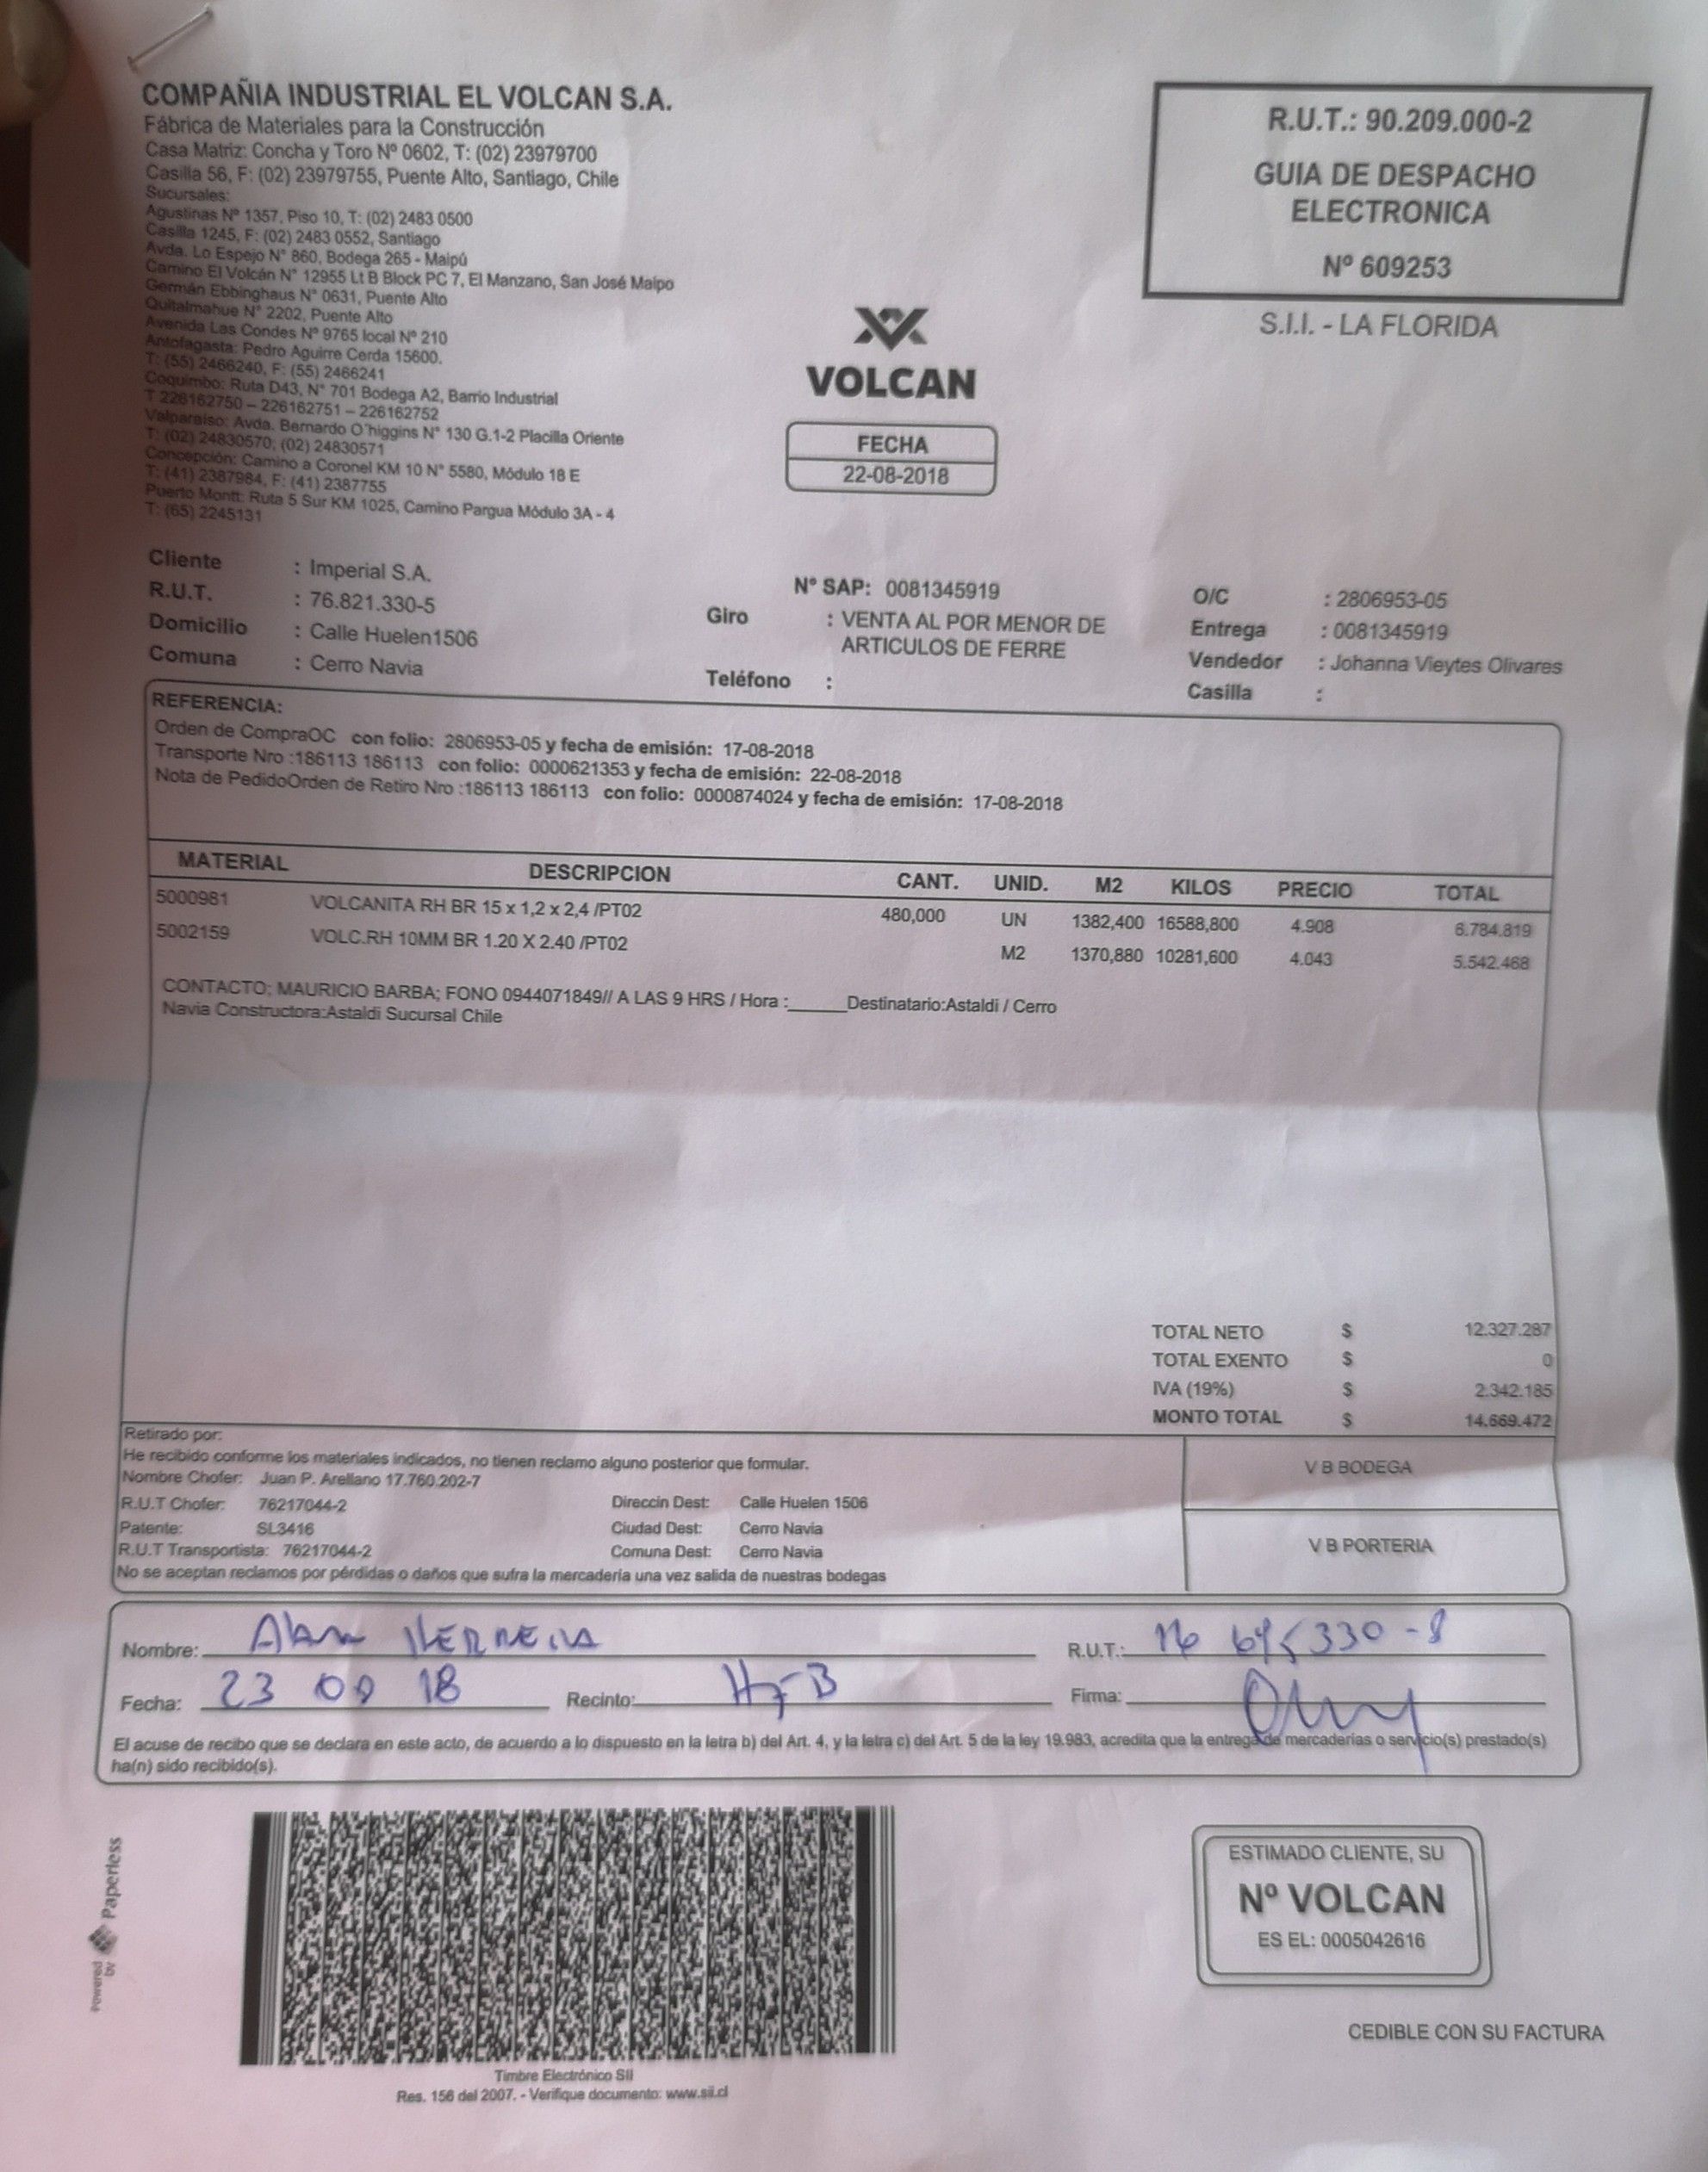 COMPAÑIA INDUSTRIAL EL VOLCAN S.A.
Fábrica de Materiales para la Construcción
Casa Matriz: Concha y Toro Nº 0602, T: (02) 23979700
Casilla 56, F: (02) 23979755, Puente Alto, Santiago, Chile
Sucursales:
Agustinas Nº 1357, Piso 10, T: (02) 2483 0500
Casilla 1245, F: (02) 2483 0552, Santiago
Avda. Lo Espejo N° 860, Bodega 265 - Maipú
Camino El Volcán N° 12955 Lt B Block PC 7, El Manzano, San José Maipo
Germán Ebbinghaus N° 0631, Puente Alto
Quitalmahue N° 2202, Puente Alto
Avenida Las Condes Nº 9765 local Nº 210
Antofagasta: Pedro Aguirre Cerda 15600.
T: (55) 2466240, F: (55) 2466241
Coquimbo: Ruta D43, N° 701 Bodega A2, Barrio Industrial
T 226162750 – 226162751 – 226162752
Valparaíso: Avda. Bernardo O'higgins N° 130 G.1-2 Placilla Oriente
T: (02) 24830570; (02) 24830571
Concepción: Camino a Coronel KM 10 N° 5580, Módulo 18 E
T: (41) 2387984, F: (41) 2387755
Puerto Montt: Ruta 5 Sur KM 1025, Camino Pargua Módulo 3A - 4
T: (65) 2245131
R.U.T.: 90.209.000-2
GUIA DE DESPACHO
ELECTRONICA
Nº 609253
S.I.I. - LA FLORIDA
VOLCAN
FECHA
22-08-2018
Cliente : Imperial S.A.
R.U.T. : 76.821.330-5
Domicilio : Calle Huelen1506
Comuna : Cerro Navia
N° SAP: 0081345919
Giro : VENTA AL POR MENOR DE
ARTICULOS DE FERRE
Teléfono :
O/C : 2806953-05
Entrega : 0081345919
Vendedor : Johanna Vieytes Olivares
Casilla :
REFERENCIA:
Orden de CompraOC con folio: 2806953-05 y fecha de emisión: 17-08-2018
Transporte Nro :186113 186113 con folio: 0000621353 y fecha de emisión: 22-08-2018
Nota de PedidoOrden de Retiro Nro :186113 186113 con folio: 0000874024 y fecha de emisión: 17-08-2018
MATERIAL DESCRIPCION CANT. UNID. M2 KILOS PRECIO TOTAL
5000981 VOLCANITA RH BR 15 x 1,2 x 2,4 /PT02 480,000 UN 1382,400 16588,800 4.908 6.784.819
5002159 VOLC.RH 10MM BR 1.20 X 2.40 /PT02 M2 1370,880 10281,600 4.043 5.542.468
CONTACTO; MAURICIO BARBA; FONO 0944071849// A LAS 9 HRS / Hora :______Destinatario:Astaldi / Cerro
Navia Constructora:Astaldi Sucursal Chile
TOTAL NETO $ 12.327.287
TOTAL EXENTO $ 0
IVA (19%) $ 2.342.185
MONTO TOTAL $ 14.669.472
Retirado por:
He recibido conforme los materiales indicados, no tienen reclamo alguno posterior que formular.
Nombre Chofer: Juan P. Arellano 17.760.202-7
R.U.T Chofer: 76217044-2 Direccin Dest: Calle Huelen 1506
Patente: SL3416 Ciudad Dest: Cerro Navia
R.U.T Transportista: 76217044-2 Comuna Dest: Cerro Navia
No se aceptan reclamos por pérdidas o daños que sufra la mercadería una vez salida de nuestras bodegas
V B BODEGA
V B PORTERIA
Nombre: Alan HERRERA R.U.T.: 16 695330-8
Fecha: 23 08 18 Recinto: Firma:
El acuse de recibo que se declara en este acto, de acuerdo a lo dispuesto en la letra b) del Art. 4, y la letra c) del Art. 5 de la ley 19.983, acredita que la entrega de mercaderías o servicio(s) prestado(s)
ha(n) sido recibido(s).
Powered by Paperless
Timbre Electrónico SII
Res. 156 del 2007. - Verifique documento: www.sii.cl
ESTIMADO CLIENTE, SU
Nº VOLCAN
ES EL: 0005042616
CEDIBLE CON SU FACTURA